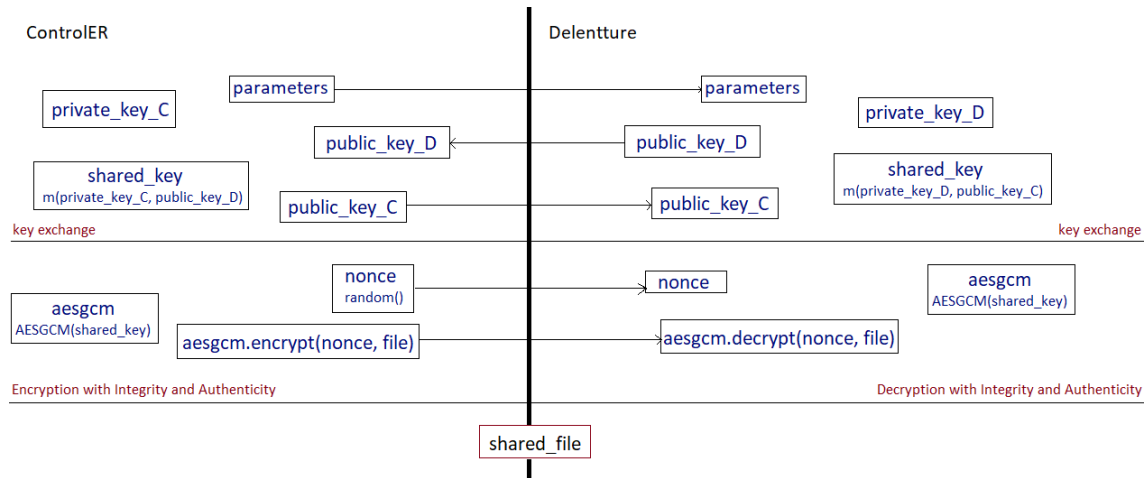 ControlER
Delentture
parameters
parameters
private_key_C
private_key_D
public_key_D
public_key_D
shared_key
m(private_key_C, public_key_D)
shared_key
m(private_key_D, public_key_C)
public_key_C
public_key_C
key exchange
key exchange
nonce
random()
nonce
aesgcm
AESGCM(shared_key)
aesgcm
AESGCM(shared_key)
aesgcm.encrypt(nonce, file)
aesgcm.decrypt(nonce, file)
Encryption with Integrity and Authenticity
Decryption with Integrity and Authenticity
shared_file